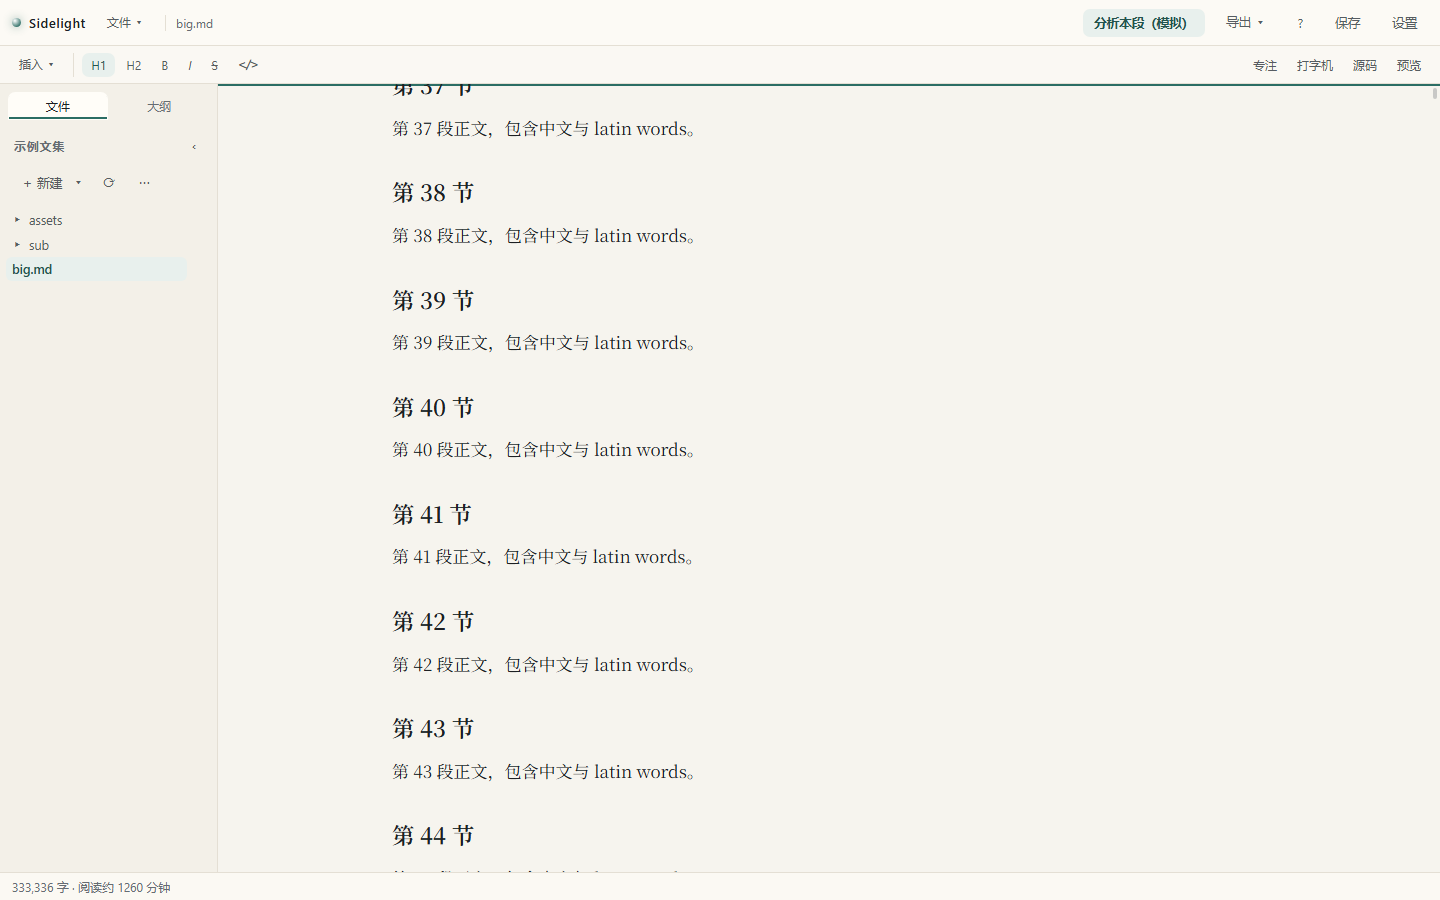 Sidelight 文件 big.md 分析本段（模拟） 导出 ? 保存 设置
插入 H1 H2 B I S </> 专注 打字机 源码 预览
文件 大纲
示例文集
+ 新建 ...
assets
sub
big.md
第 37 节
第 37 段正文，包含中文与 latin words。
第 38 节
第 38 段正文，包含中文与 latin words。
第 39 节
第 39 段正文，包含中文与 latin words。
第 40 节
第 40 段正文，包含中文与 latin words。
第 41 节
第 41 段正文，包含中文与 latin words。
第 42 节
第 42 段正文，包含中文与 latin words。
第 43 节
第 43 段正文，包含中文与 latin words。
第 44 节
333,336 字 · 阅读约 1260 分钟